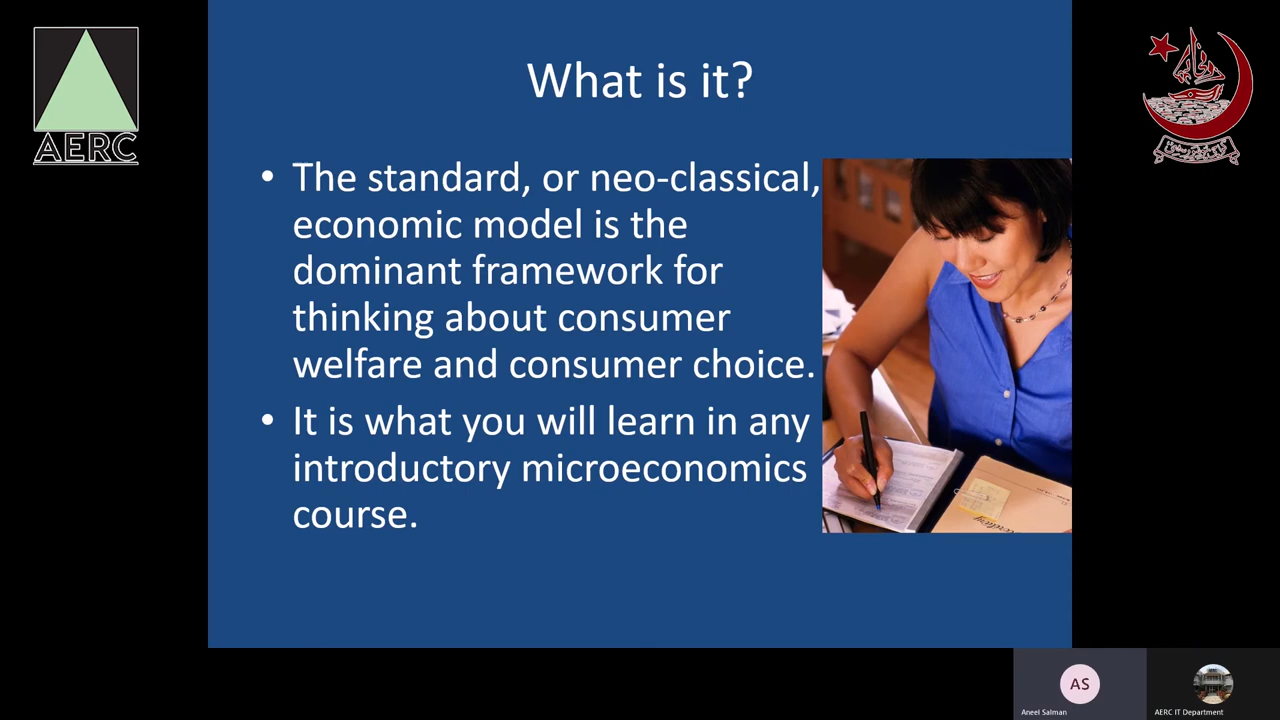 What is it?
AERC
• The standard, or neo-classical,
economic model is the
dominant framework for
thinking about consumer
welfare and consumer choice.
• It is what you will learn in any
introductory microeconomics
course.
AS
Aneel Salman
AERC IT Department